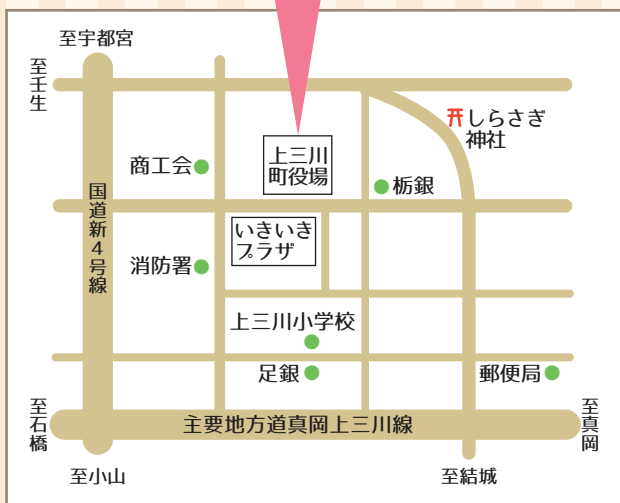 至宇都宮
至壬生
しらさぎ
神社
商工会
上三川
町役場
栃銀
国道新4号線
いきいき
プラザ
消防署
上三川小学校
足銀
郵便局
至石橋
主要地方道真岡上三川線
至真岡
至小山
至結城